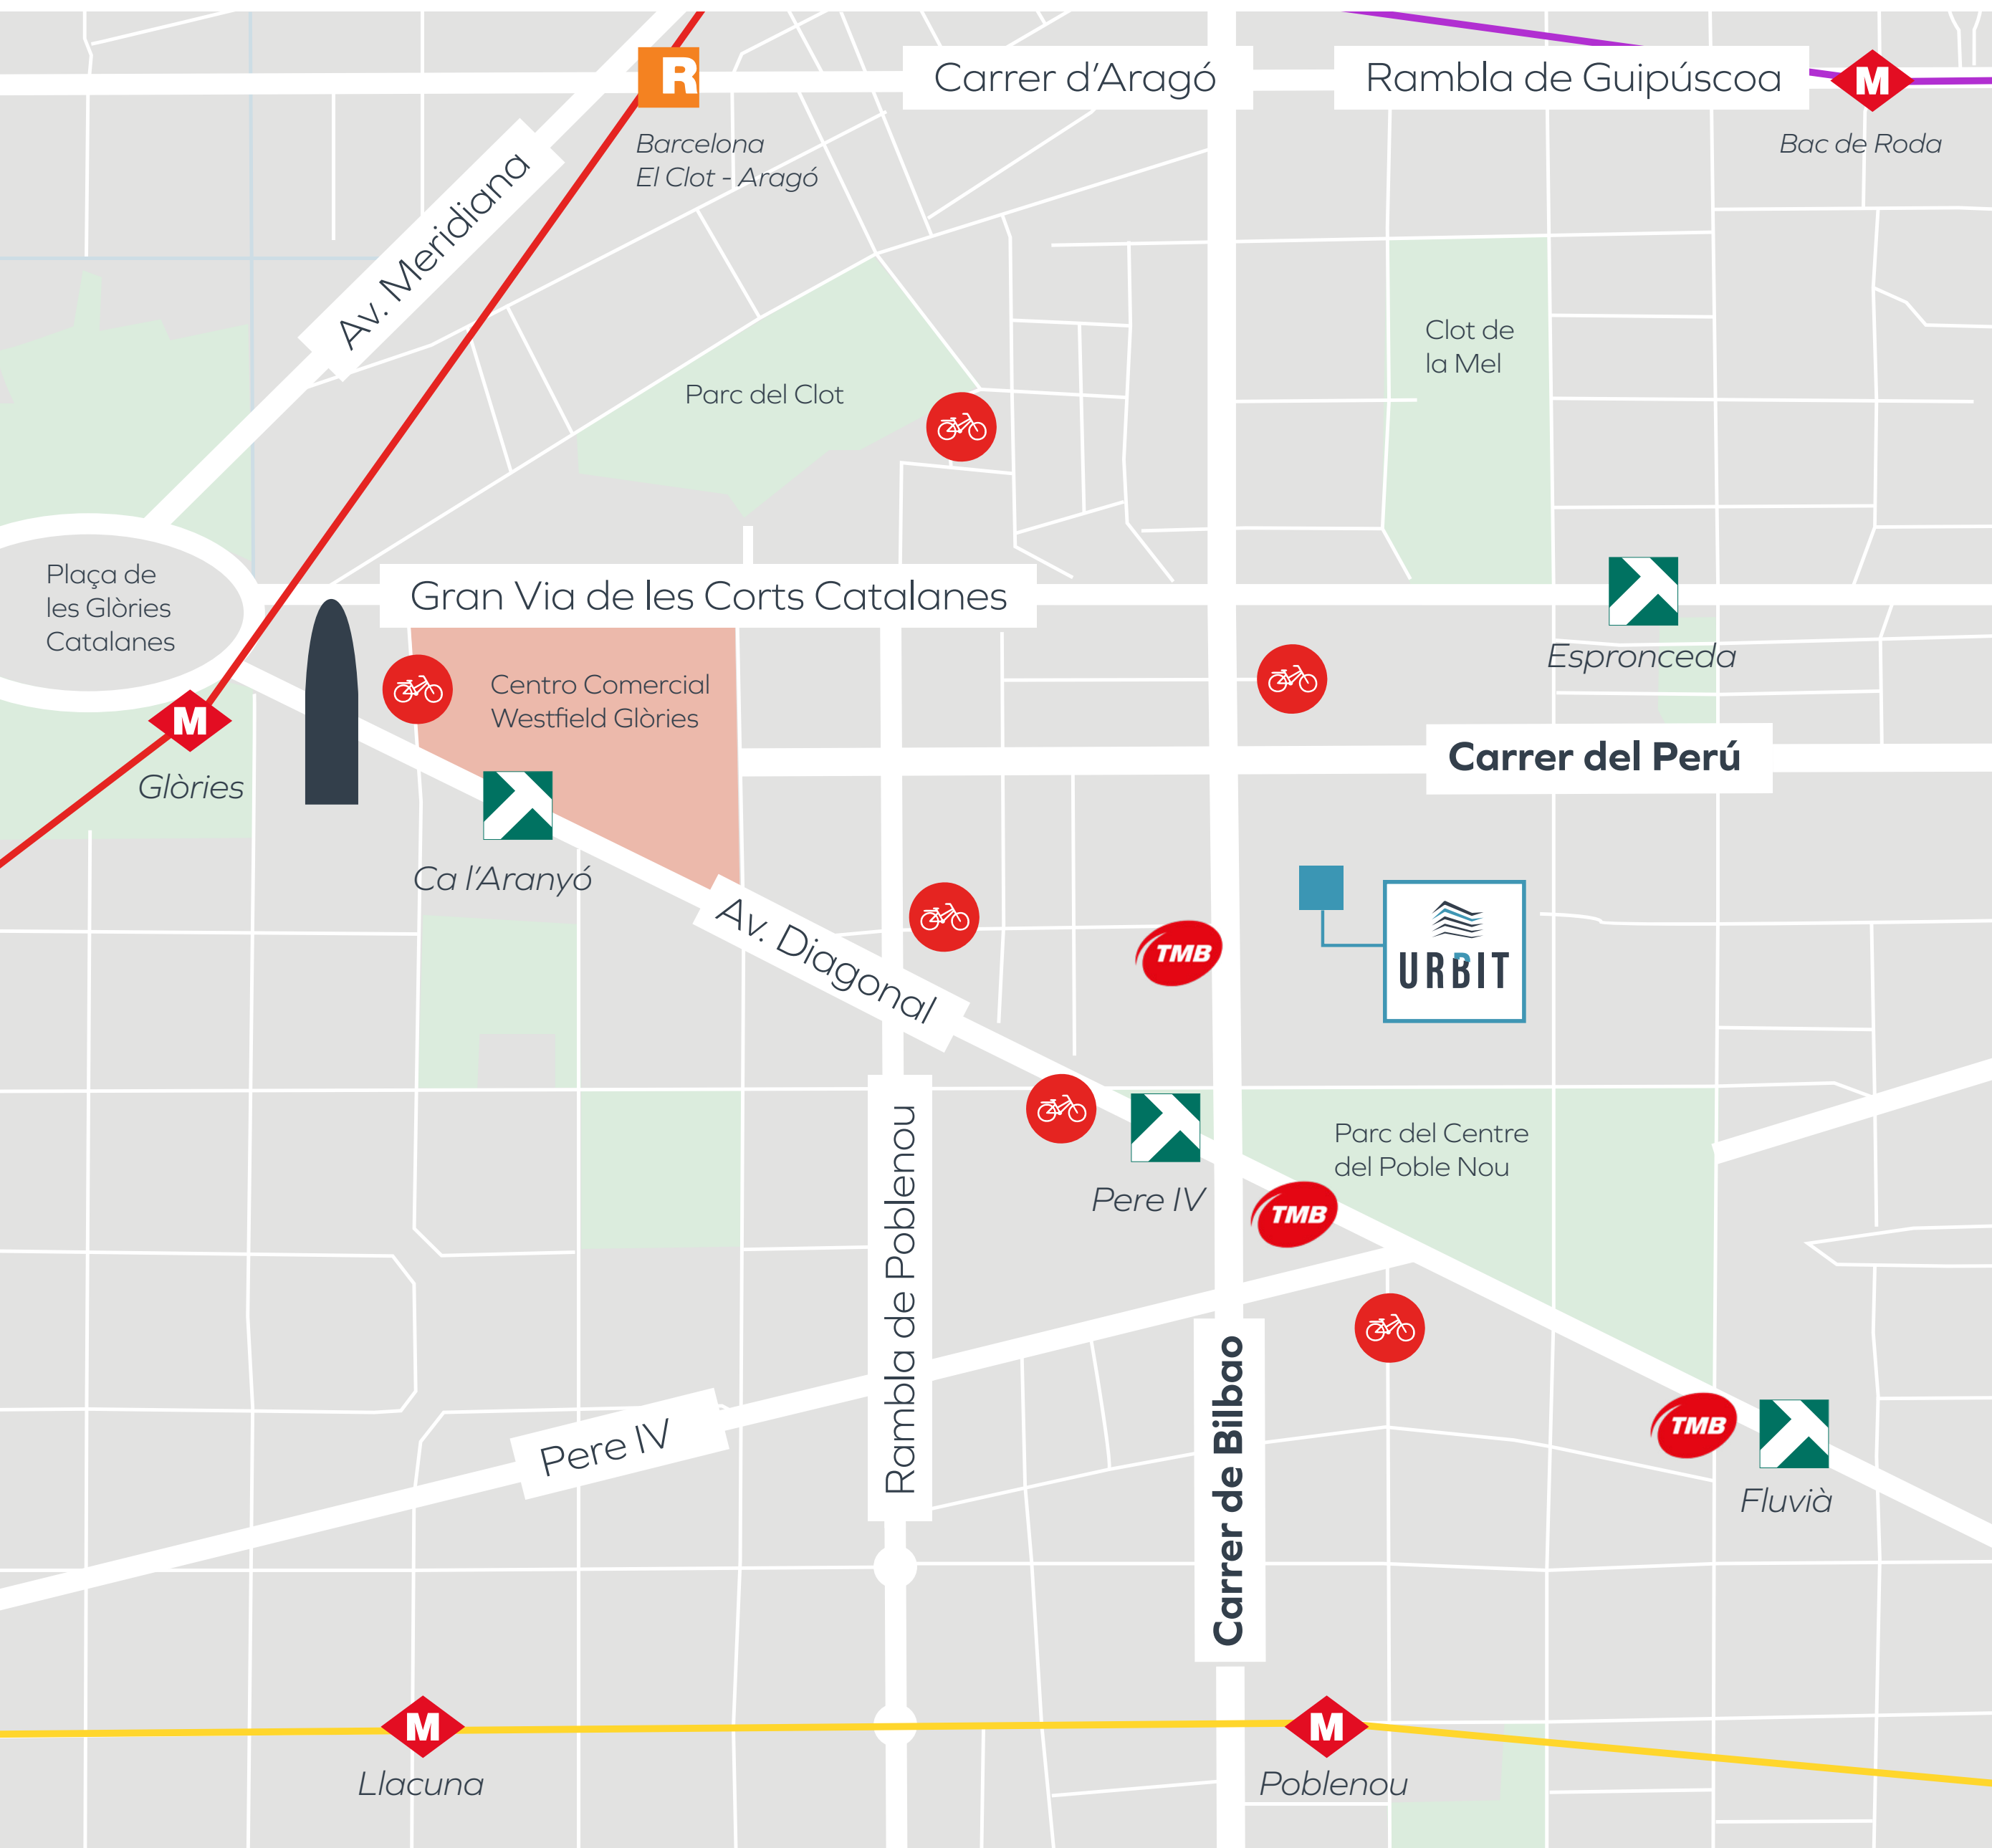 R
Carrer d'Aragó
Rambla de Guipúscoa
M
Barcelona
El Clot - Aragó
Bac de Roda
Av. Meridiana
Clot de
la Mel
Parc del Clot
Plaça de
les Glòries
Catalanes
Gran Via de les Corts Catalanes
Espronceda
Centro Comercial
Westfield Glòries
M
Glòries
Carrer del Perú
Ca l'Aranyó
Av. Diagonal
TMB
URBIT
Rambla de Poblenou
Parc del Centre
del Poble Nou
Pere IV
TMB
Carrer de Bilbao
Pere IV
TMB
Fluvià
M
Llacuna
M
Poblenou